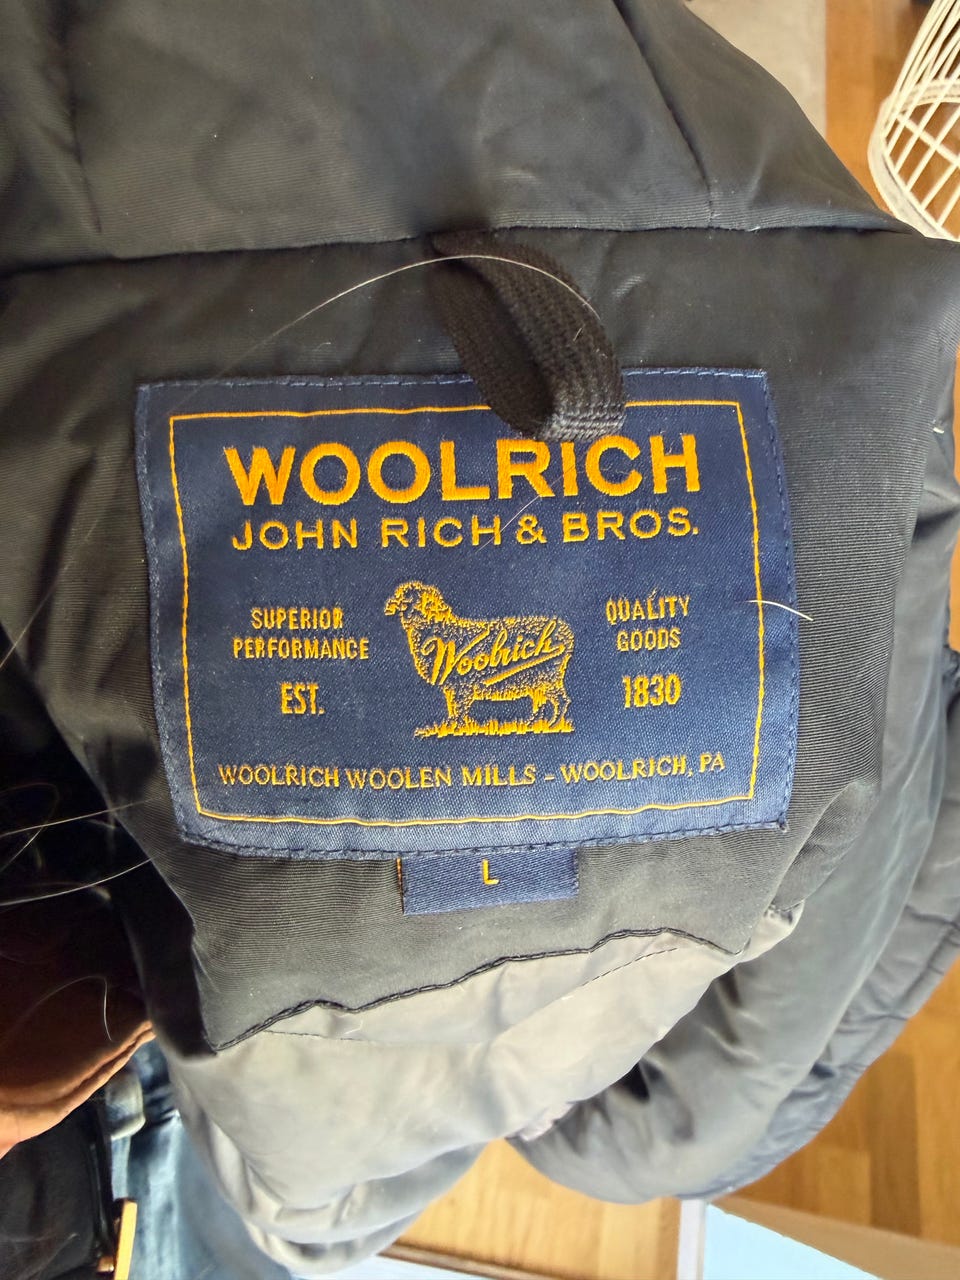 WOOLRICH
JOHN RICH & BROS.
SUPERIOR
PERFORMANCE
EST.
Woolrich
QUALITY
GOODS
1830
WOOLRICH WOOLEN MILLS - WOOLRICH, PA
L